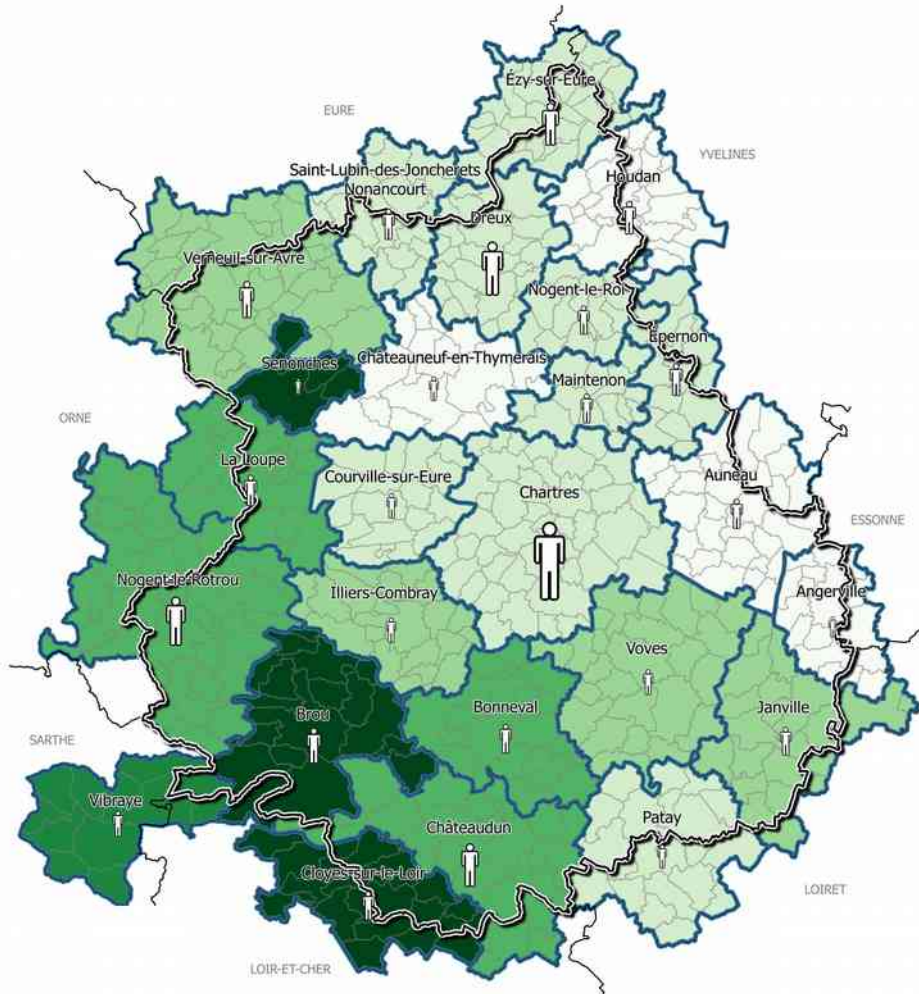 Ézy-sur-Eure
EURE
YVELINES
Saint-Lubin-des-Joncherets
Nonancourt
Houdan
Dreux
Verneuil-sur-Avre
Nogent-le-Roi
Epernon
Senonches
Châteauneuf-en-Thymerais
Maintenon
ORNE
La Loupe
Courville-sur-Eure
Chartres
Auneau
ESSONNE
Nogent-le-Rotrou
Illiers-Combray
Angerville
Voves
Brou
Bonneval
Janville
SARTHE
Vibraye
Châteaudun
Patay
Cloyes-sur-le-Loir
LOIRET
LOIR-ET-CHER